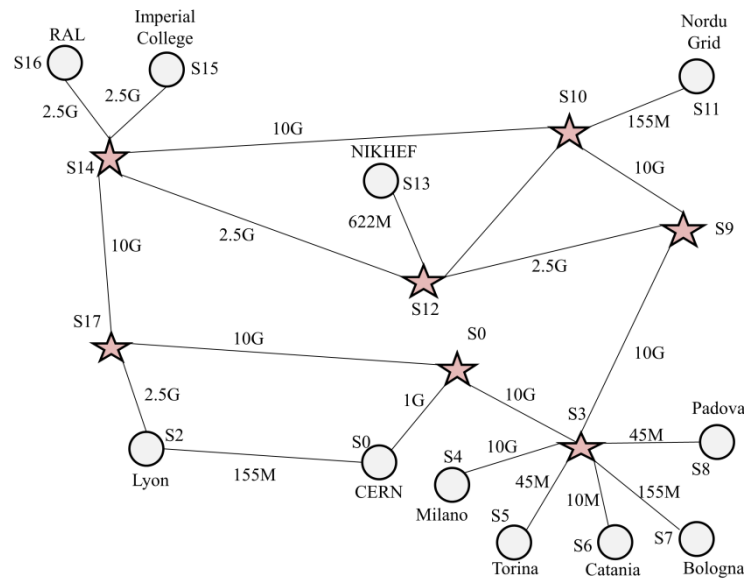 RAL
Imperial
College
S16
S15
Nordu
Grid
S11
2.5G
2.5G
10G
S10
155M
S14
NIKHEF
S13
10G
622M
S9
10G
2.5G
2.5G
S12
S17
10G
S0
10G
2.5G
1G
10G
S3
Padova
S2
S0
S4
10G
45M
S8
Lyon
155M
CERN
Milano
45M
10M
155M
S5
S6
S7
Torina
Catania
Bologna